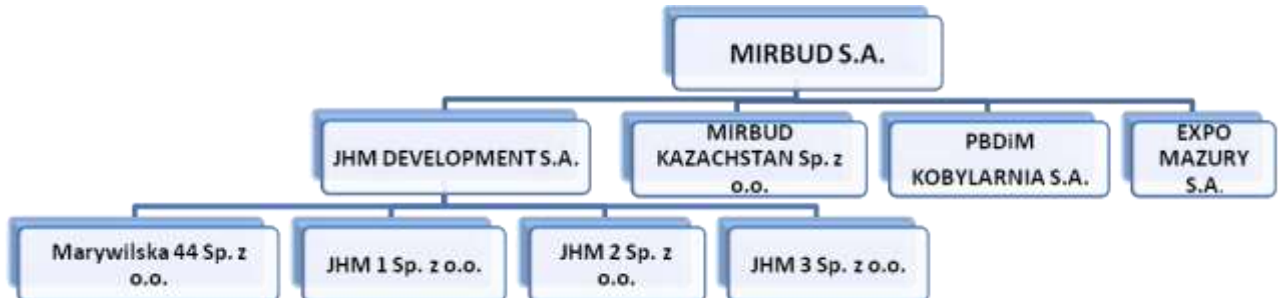 MIRBUD S.A.
JHM DEVELOPMENT S.A.
MIRBUD
KAZACHSTAN Sp. z
o.o.
PBDiM
KOBYLARNIA S.A.
EXPO
MAZURY
S.A.
Marywilska 44 Sp. z
o.o.
JHM 1 Sp. z o.o.
JHM 2 Sp. z
o.o.
JHM 3 Sp. z o.o.